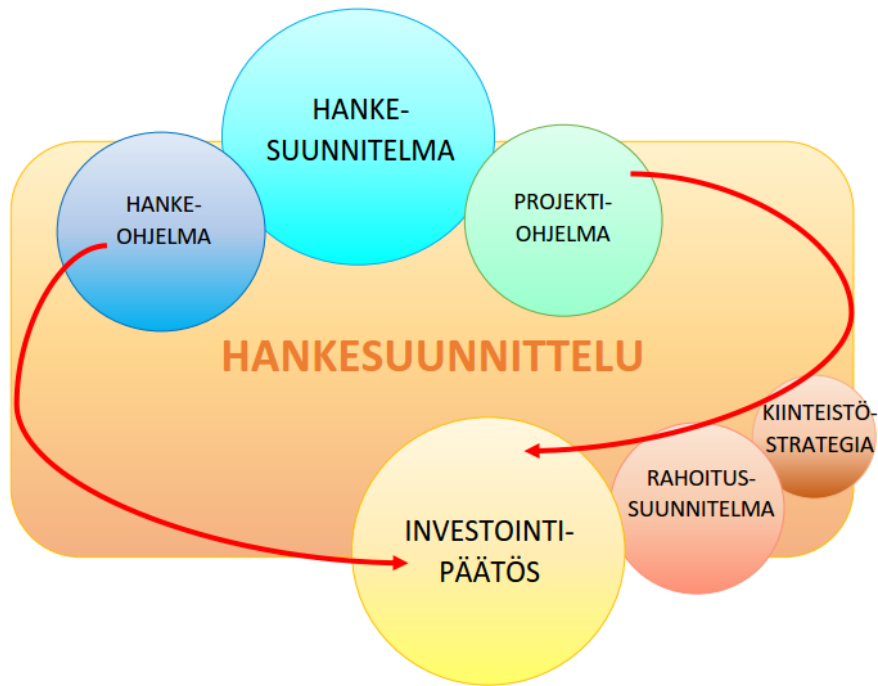 HANKE-
SUUNNITELMA
HANKE-
OHJELMA
PROJEKTI-
OHJELMA
HANKESUUNNITTELU
KIINTEISTÖ-
STRATEGIA
RAHOITUS-
SUUNNITELMA
INVESTOINTI-
PÄÄTÖS